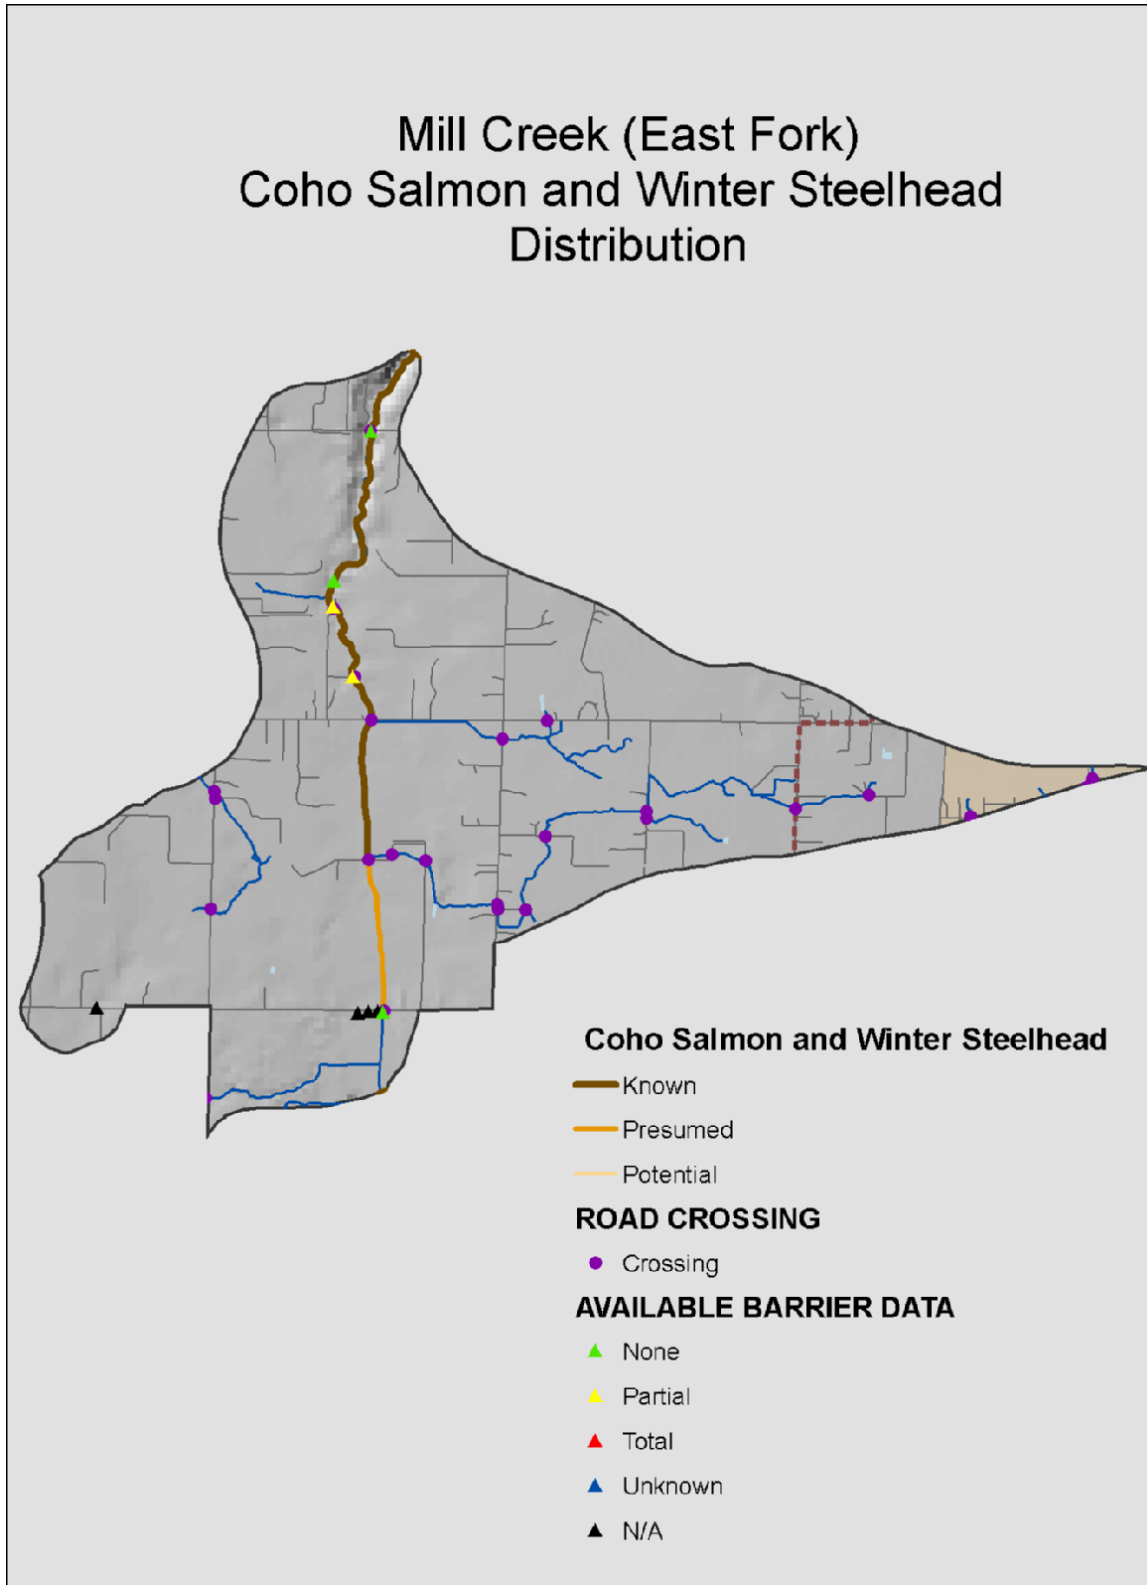 Mill Creek (East Fork)
Coho Salmon and Winter Steelhead
Distribution
Coho Salmon and Winter Steelhead
Known
Presumed
Potential
ROAD CROSSING
Crossing
AVAILABLE BARRIER DATA
None
Partial
Total
Unknown
N/A